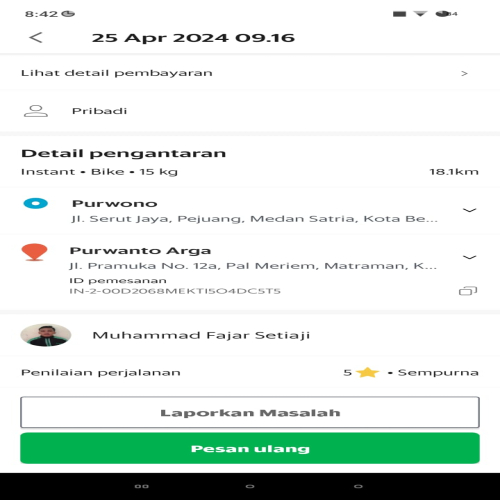 8:42
25 Apr 2024 09.16
Lihat detail pembayaran
Pribadi
Detail pengantaran
Instant • Bike • 15 kg
18.1km
Purwono
Jl. Serut Jaya, Pejuang, Medan Satria, Kota Be...
Purwanto Arga
Jl. Pramuka No. 12a, Pal Meriem, Matraman, K...
ID pemesanan
IN-2-00D2068MEKTISO4DC5T5
Muhammad Fajar Setiaji
Penilaian perjalanan
5 ⭐ • Sempurna
Laporkan Masalah
Pesan ulang